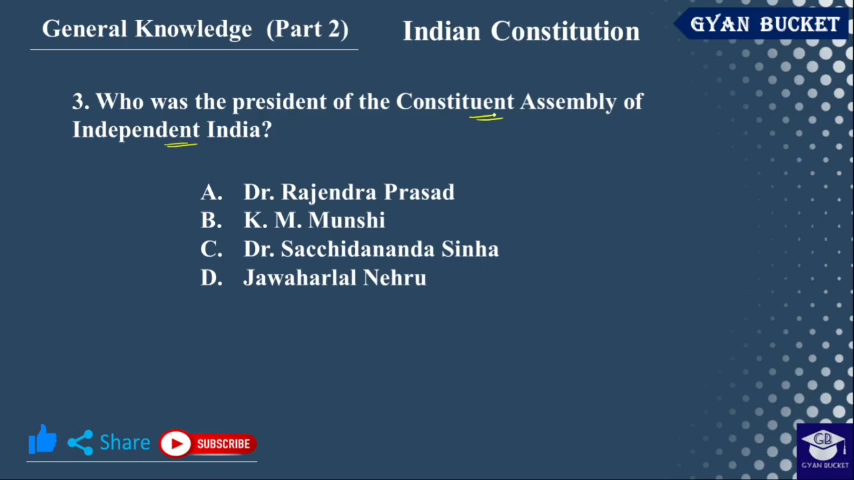 General Knowledge (Part 2)
Indian Constitution
GYAN BUCKET
3. Who was the president of the Constituent Assembly of
Independent India?
A. Dr. Rajendra Prasad
B. K. M. Munshi
C. Dr. Sacchidananda Sinha
D. Jawaharlal Nehru
Share
SUBSCRIBE
GB
GYAN BUCKET